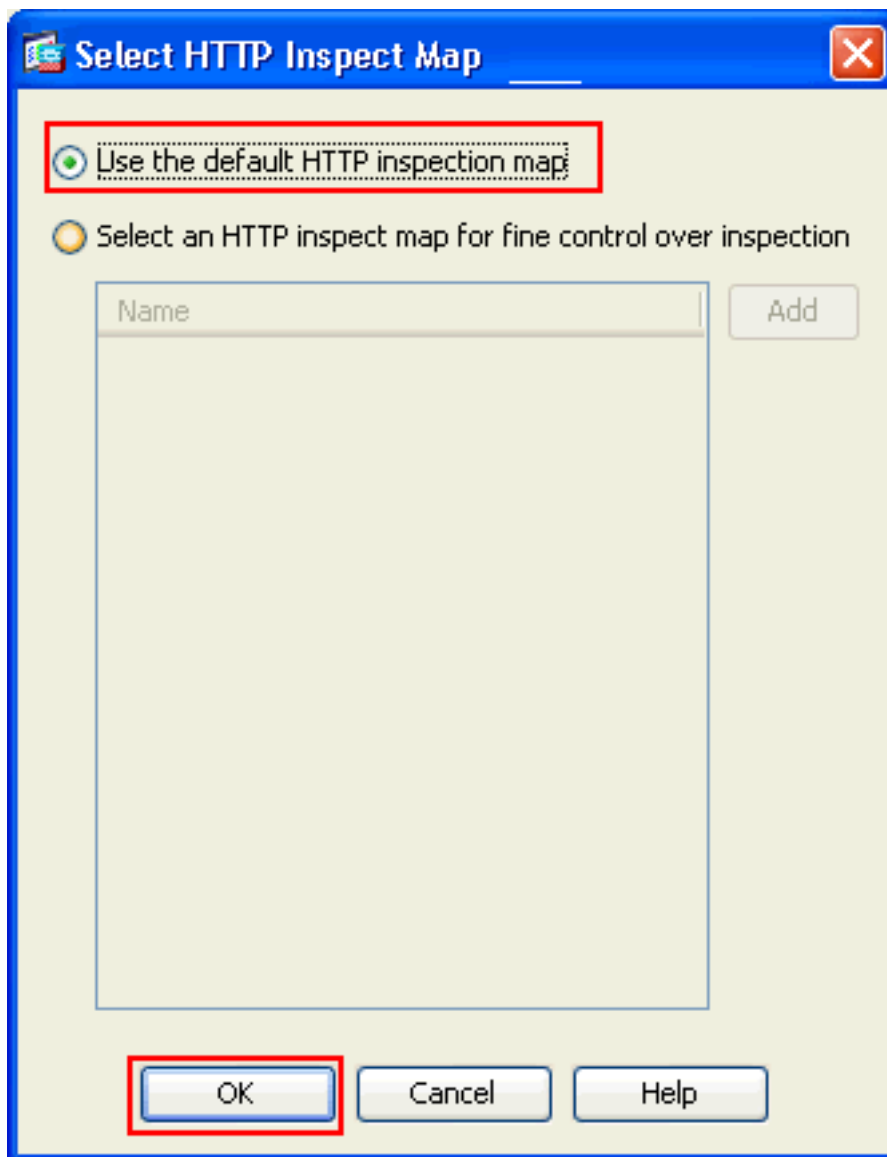 Select HTTP Inspect Map
Use the default HTTP inspection map
Select an HTTP inspect map for fine control over inspection
Name
Add
OK
Cancel
Help